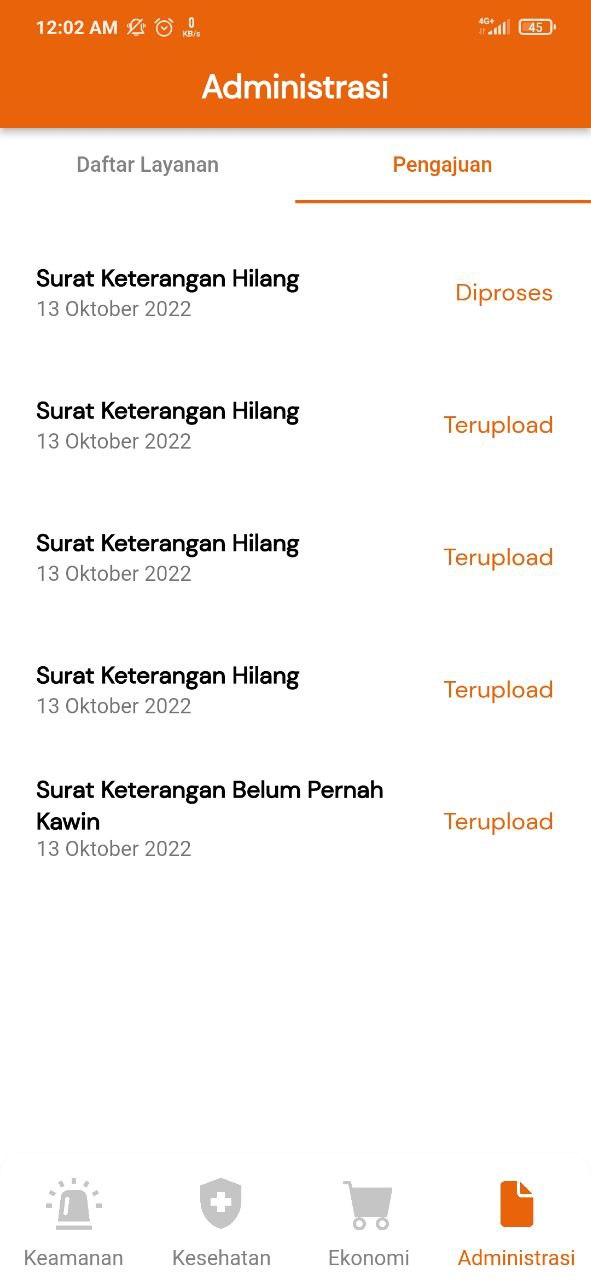 12:02 AM 0 KB/s 4G+ 45
Administrasi
Daftar Layanan Pengajuan
Surat Keterangan Hilang
13 Oktober 2022
Diproses
Surat Keterangan Hilang
13 Oktober 2022
Terupload
Surat Keterangan Hilang
13 Oktober 2022
Terupload
Surat Keterangan Hilang
13 Oktober 2022
Terupload
Surat Keterangan Belum Pernah
Kawin
13 Oktober 2022
Terupload
Keamanan Kesehatan Ekonomi Administrasi